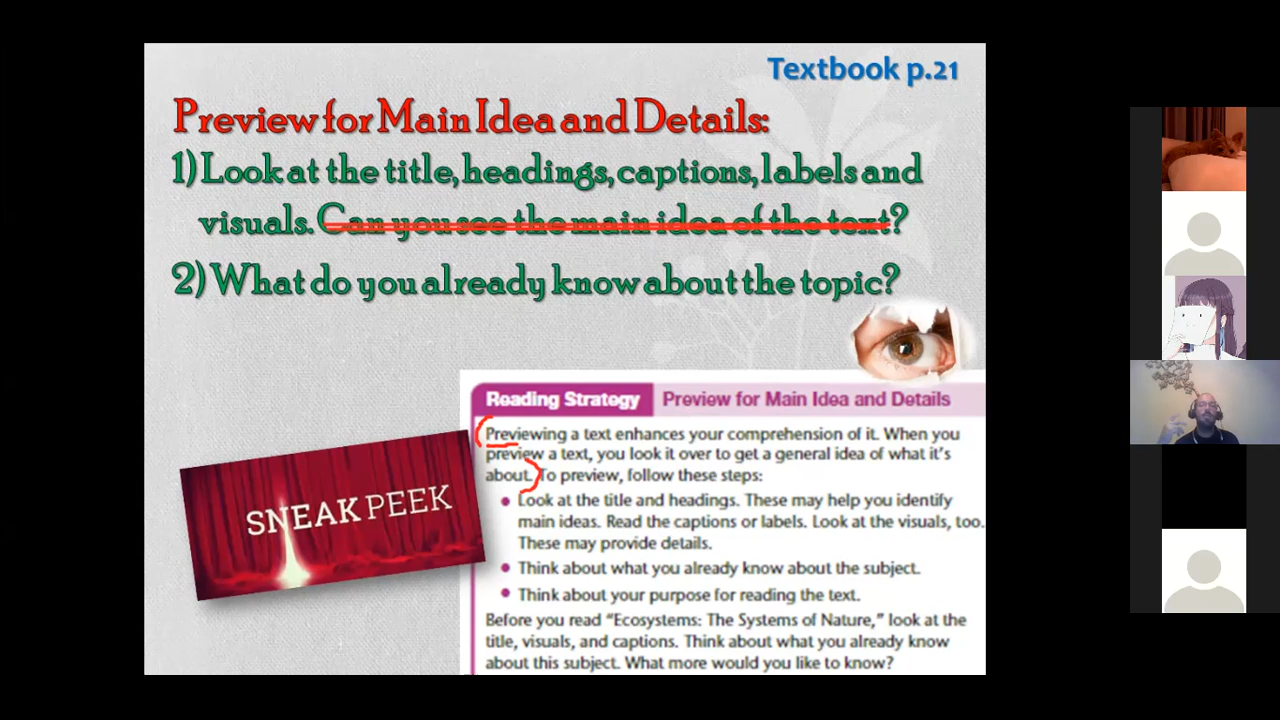 Textbook p.21
Preview for Main Idea and Details:
1) Look at the title, headings, captions, labels and
visuals. Can you see the main idea of the text?
2) What do you already know about the topic?
SNEAK PEEK
Reading Strategy Preview for Main Idea and Details
Previewing a text enhances your comprehension of it. When you
preview a text, you look it over to get a general idea of what it's
about. To preview, follow these steps:
• Look at the title and headings. These may help you identify
main ideas. Read the captions or labels. Look at the visuals, too.
These may provide details.
• Think about what you already know about the subject.
• Think about your purpose for reading the text.
Before you read “Ecosystems: The Systems of Nature,” look at the
title, visuals, and captions. Think about what you already know
about this subject. What more would you like to know?